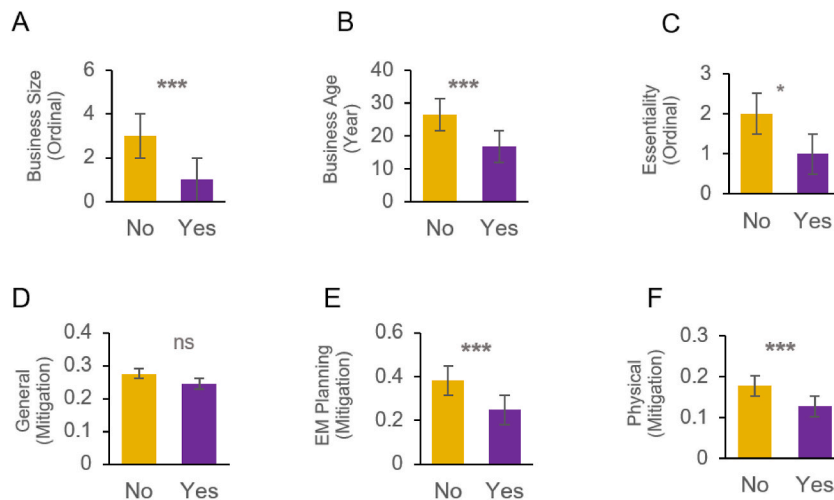 A
Business Size
(Ordinal)
6
4
2
0
***
No Yes
B
Business Age
(Year)
40
30
20
10
0
***
No Yes
C
Essentiality
(Ordinal)
3
2
1
0
*
No Yes
D
General
(Mitigation)
0.4
0.3
0.2
0.1
0
ns
No Yes
E
EM Planning
(Mitigation)
0.6
0.4
0.2
0
***
No Yes
F
Physical
(Mitigation)
0.3
0.2
0.1
0
***
No Yes